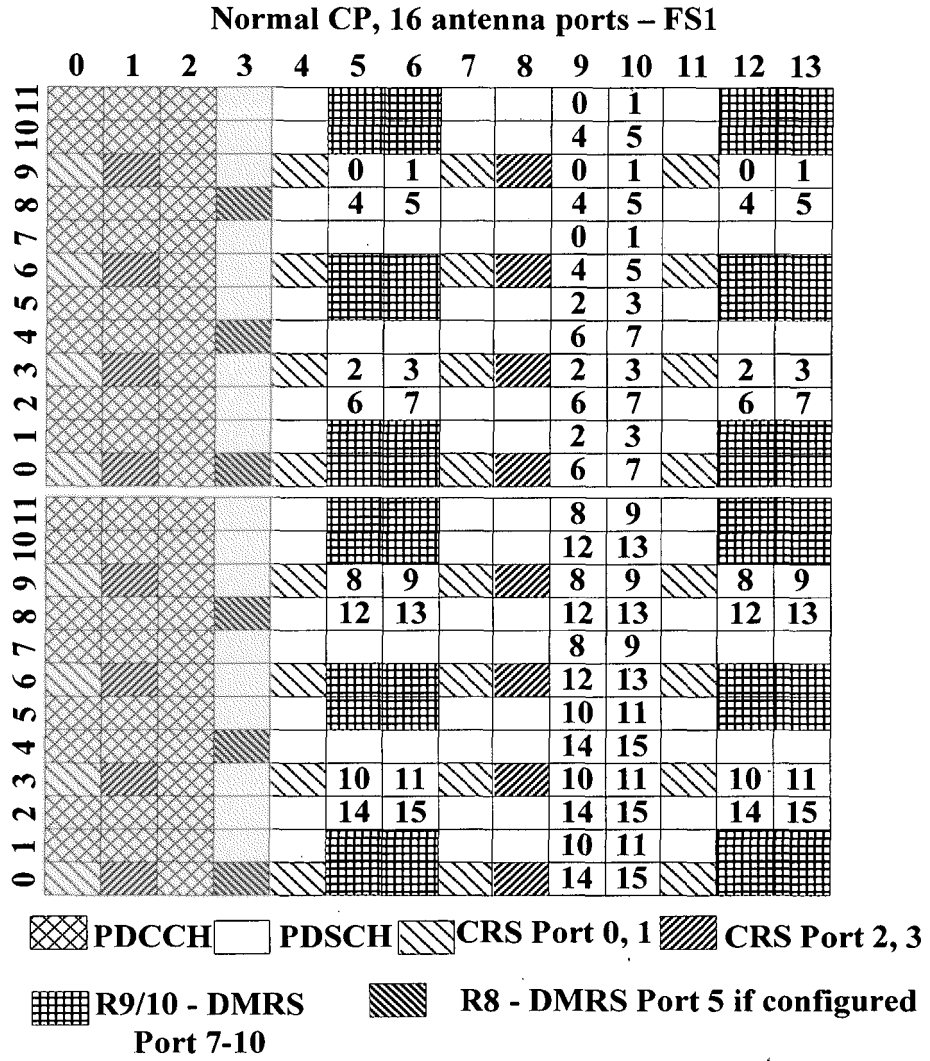 Normal CP, 16 antenna ports – FS1
0 1 2 3 4 5 6 7 8 9 10 11 12 13
11 0 1
10 4 5
9 0 1 0 1 0 1
8 4 5 4 5 4 5
7 0 1
6 4 5
5 2 3
4 6 7
3 2 3 2 3 2 3
2 6 7 6 7 6 7
1 2 3
0 6 7
11 8 9
10 12 13
9 8 9 8 9 8 9
8 12 13 12 13 12 13
7 8 9
6 12 13
5 10 11
4 14 15
3 10 11 10 11 10 11
2 14 15 14 15 14 15
1 10 11
0 14 15
PDCCH PDSCH CRS Port 0, 1 CRS Port 2, 3
R9/10 - DMRS R8 - DMRS Port 5 if configured
Port 7-10